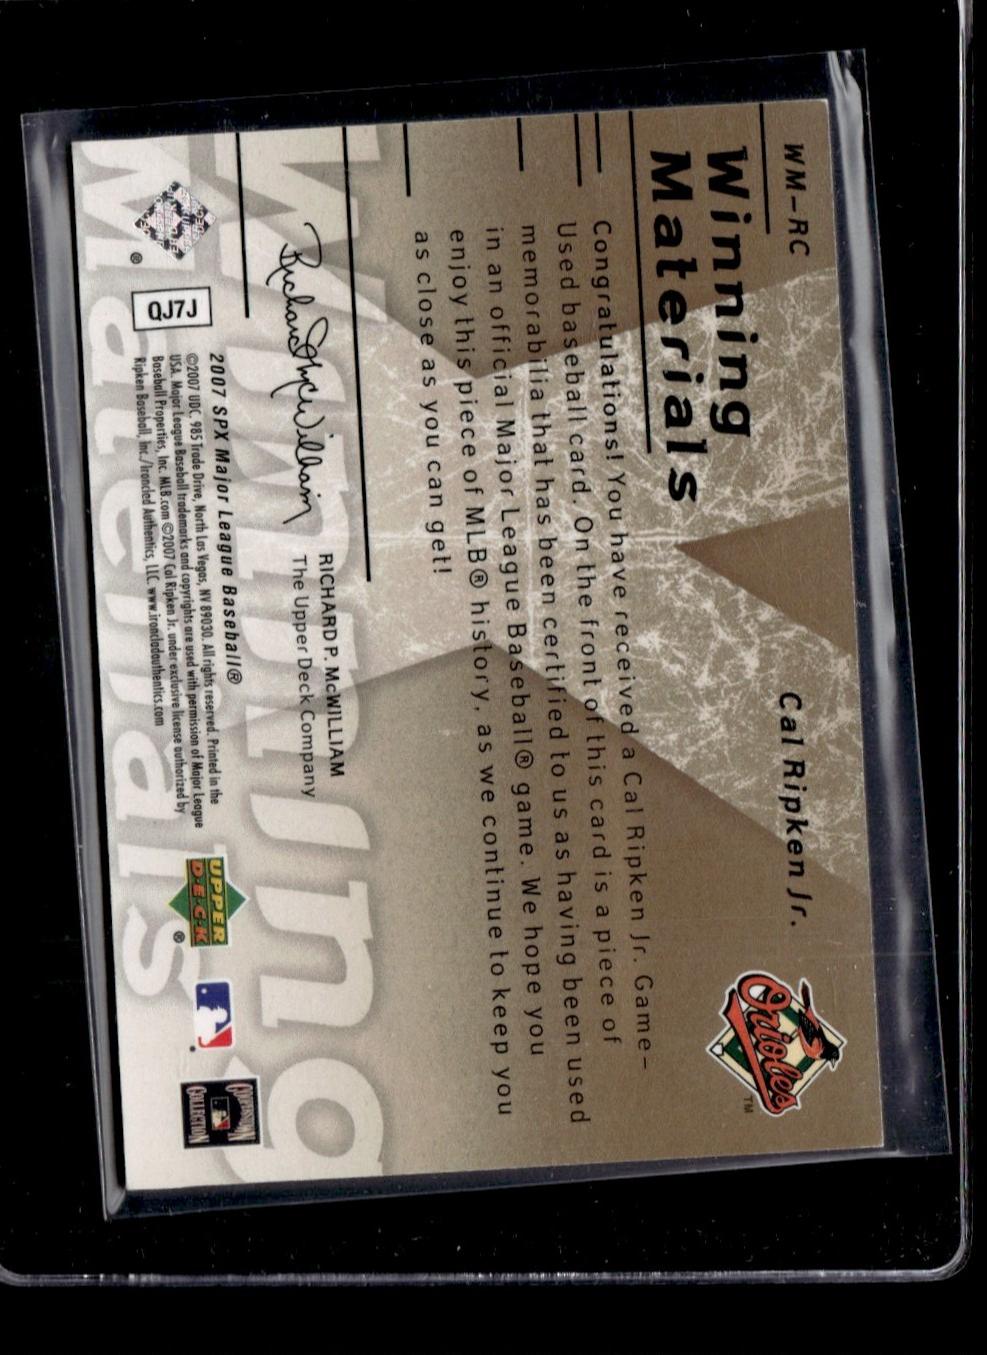 WM-RC
Cal Ripken Jr.
Winning
Materials
Orioles
TM
Congratulations! You have received a Cal Ripken Jr. Game-
Used baseball card. On the front of this card is a piece of
memorabilia that has been certified to us as having been used
in an official Major League Baseball® game. We hope you
enjoy this piece of MLB® history, as we continue to keep you
as close as you can get!
Richard P. McWilliam
RICHARD P. McWILLIAM
The Upper Deck Company
Winning
Materials
®
QJ7J
2007 SPX Major League Baseball®
©2007 UDC, 985 Trade Drive, North Las Vegas, NV 89030. All rights reserved. Printed in the
USA. Major League Baseball trademarks and copyrights are used with permission of Major League
Baseball Properties, Inc. MLB.com ©2007 Cal Ripken Jr. under exclusive license authorized by
Ripken Baseball, Inc./Ironclad Authentics, LLC. www.ironcladauthentics.com
UPPER
DECK
®
COOPERSTOWN
COLLECTION